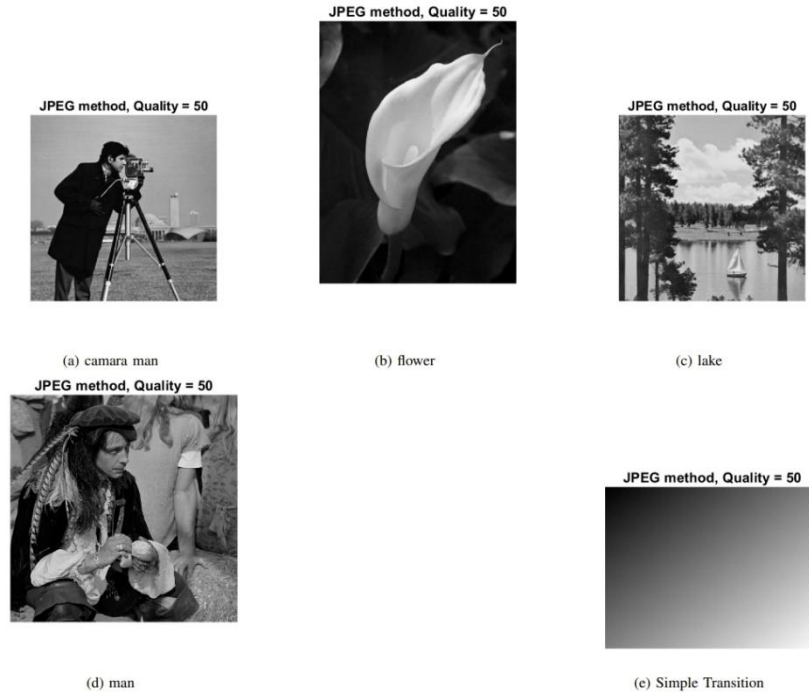 JPEG method, Quality = 50
JPEG method, Quality = 50
JPEG method, Quality = 50
(a) camara man
(b) flower
(c) lake
JPEG method, Quality = 50
JPEG method, Quality = 50
(d) man
(e) Simple Transition